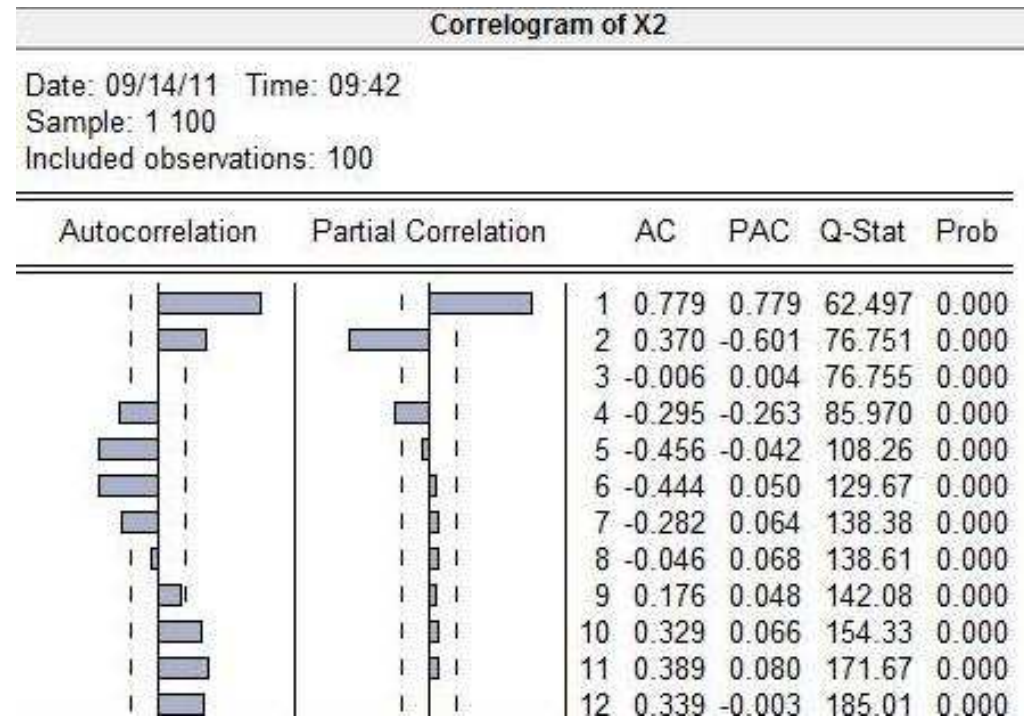 Correlogram of X2
Date: 09/14/11 Time: 09:42
Sample: 1 100
Included observations: 100
Autocorrelation Partial Correlation AC PAC Q-Stat Prob
1 0.779 0.779 62.497 0.000
2 0.370 -0.601 76.751 0.000
3 -0.006 0.004 76.755 0.000
4 -0.295 -0.263 85.970 0.000
5 -0.456 -0.042 108.26 0.000
6 -0.444 0.050 129.67 0.000
7 -0.282 0.064 138.38 0.000
8 -0.046 0.068 138.61 0.000
9 0.176 0.048 142.08 0.000
10 0.329 0.066 154.33 0.000
11 0.389 0.080 171.67 0.000
12 0.339 -0.003 185.01 0.000